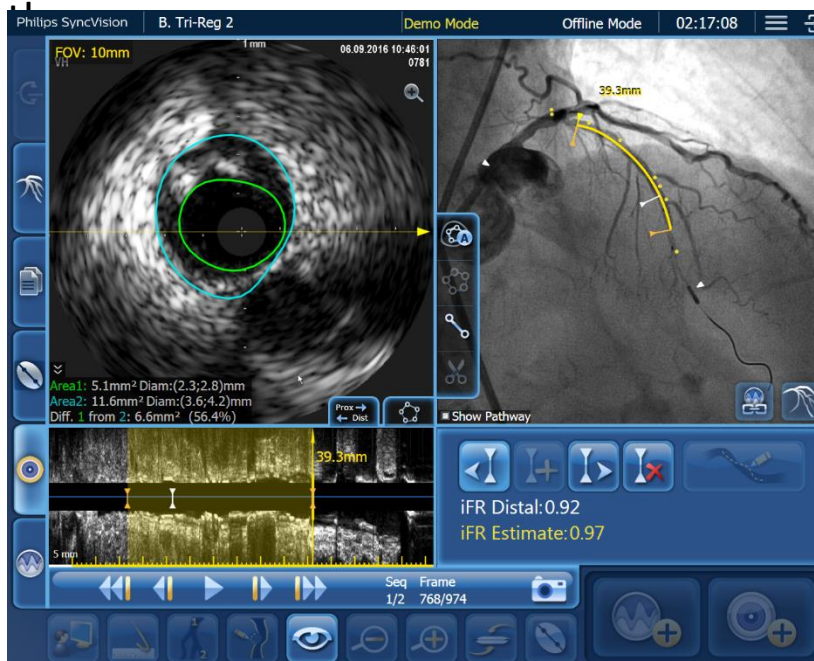 Philips SyncVision
B. Tri-Reg 2
Demo Mode
Offline Mode
02:17:08
FOV: 10mm
VH
1 mm
06.09.2016 10:46:01
0781
39.3mm
Area1: 5.1mm² Diam:(2.3;2.8)mm
Area2: 11.6mm² Diam:(3.6;4.2)mm
Diff. 1 from 2: 6.6mm² (56.4%)
Prox →
← Dist
A
Show Pathway
39.3mm
5 mm
iFR Distal:0.92
iFR Estimate:0.97
Seq Frame
1/2 768/974
1
2